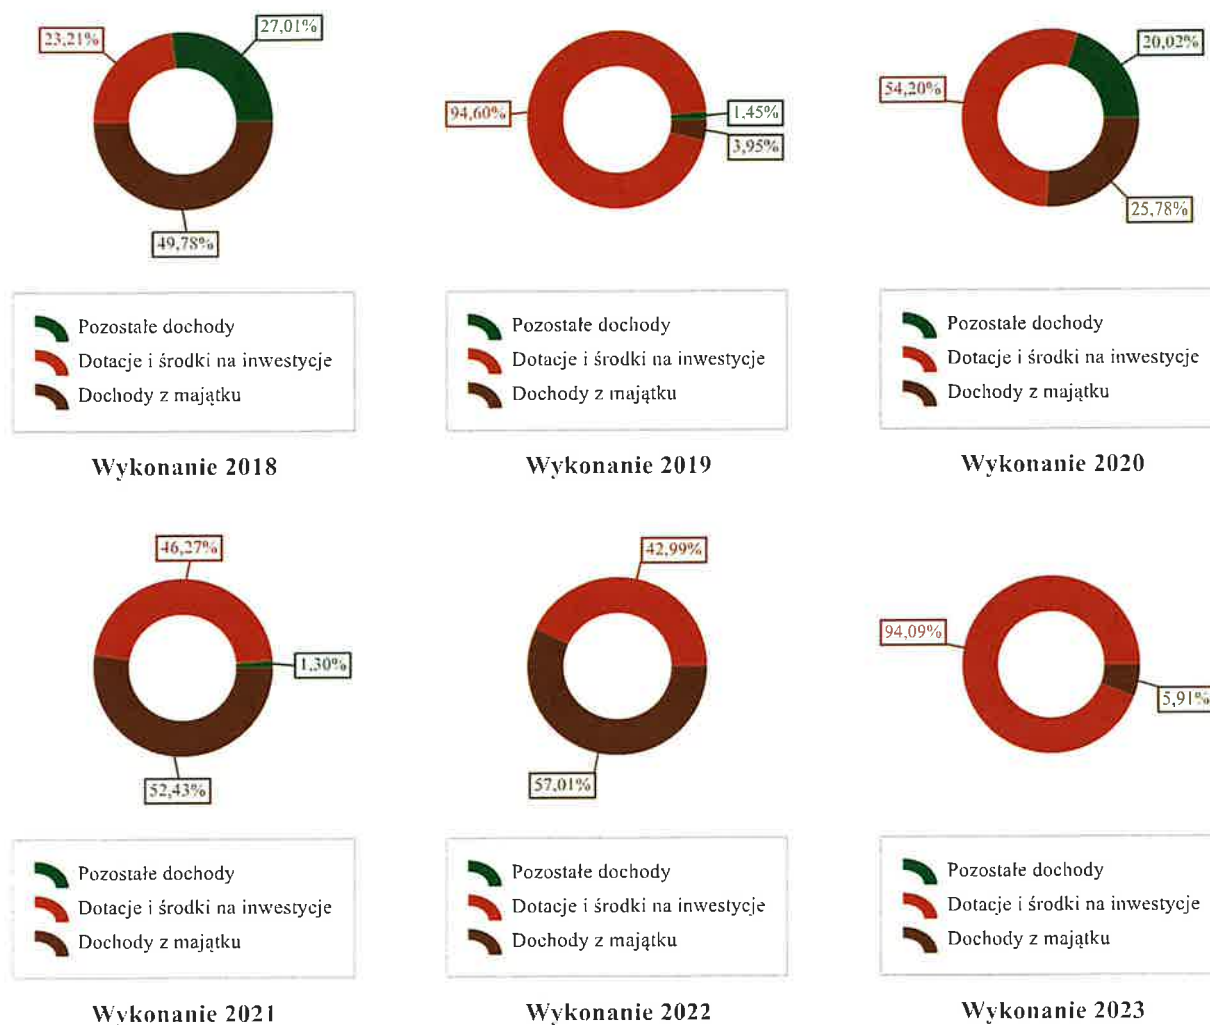 23,21%
27,01%
49,78%
Pozostałe dochody
Dotacje i środki na inwestycje
Dochody z majątku
Wykonanie 2018
94,60%
1,45%
3,95%
Pozostałe dochody
Dotacje i środki na inwestycje
Dochody z majątku
Wykonanie 2019
20,02%
54,20%
25,78%
Pozostałe dochody
Dotacje i środki na inwestycje
Dochody z majątku
Wykonanie 2020
46,27%
1,30%
52,43%
Pozostałe dochody
Dotacje i środki na inwestycje
Dochody z majątku
Wykonanie 2021
42,99%
57,01%
Pozostałe dochody
Dotacje i środki na inwestycje
Dochody z majątku
Wykonanie 2022
94,09%
5,91%
Pozostałe dochody
Dotacje i środki na inwestycje
Dochody z majątku
Wykonanie 2023